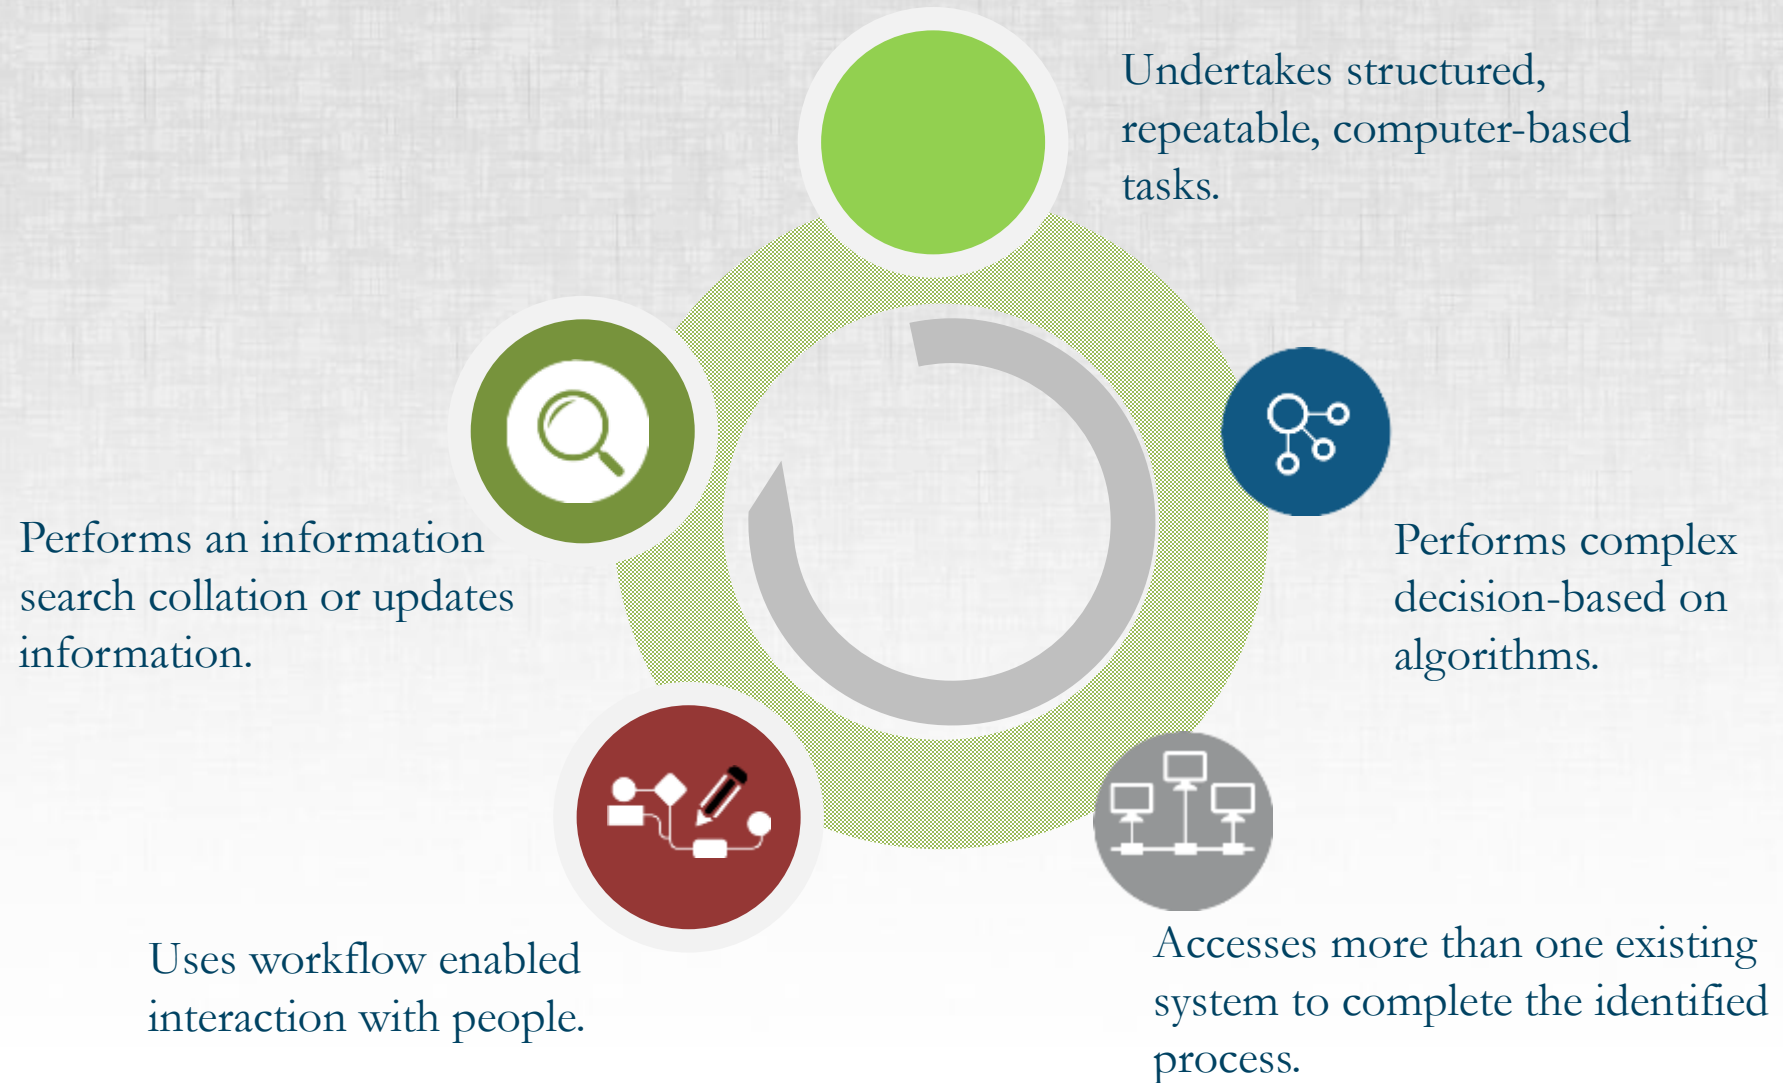 Undertakes structured,
repeatable, computer-based
tasks.
Performs complex
decision-based on
algorithms.
Accesses more than one existing
system to complete the identified
process.
Uses workflow enabled
interaction with people.
Performs an information
search collation or updates
information.